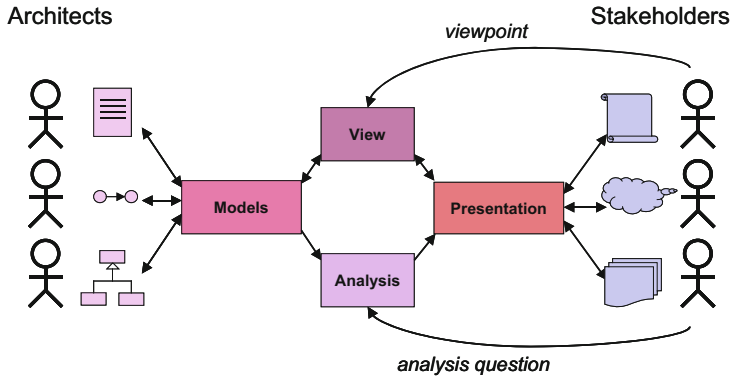 Architects
Stakeholders
viewpoint
View
Models
Presentation
Analysis
analysis question